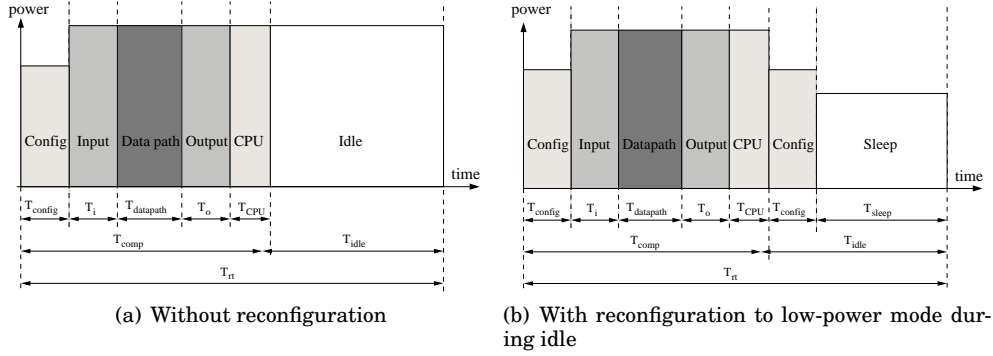 power
Config Input Data path Output CPU Idle
time
T_config T_i T_datapath T_o T_CPU
T_comp T_idle
T_rt
(a) Without reconfiguration
power
Config Input Datapath Output CPU Config Sleep
time
T_config T_i T_datapath T_o T_CPU T_config T_sleep
T_comp T_idle
T_rt
(b) With reconfiguration to low-power mode dur-
ing idle